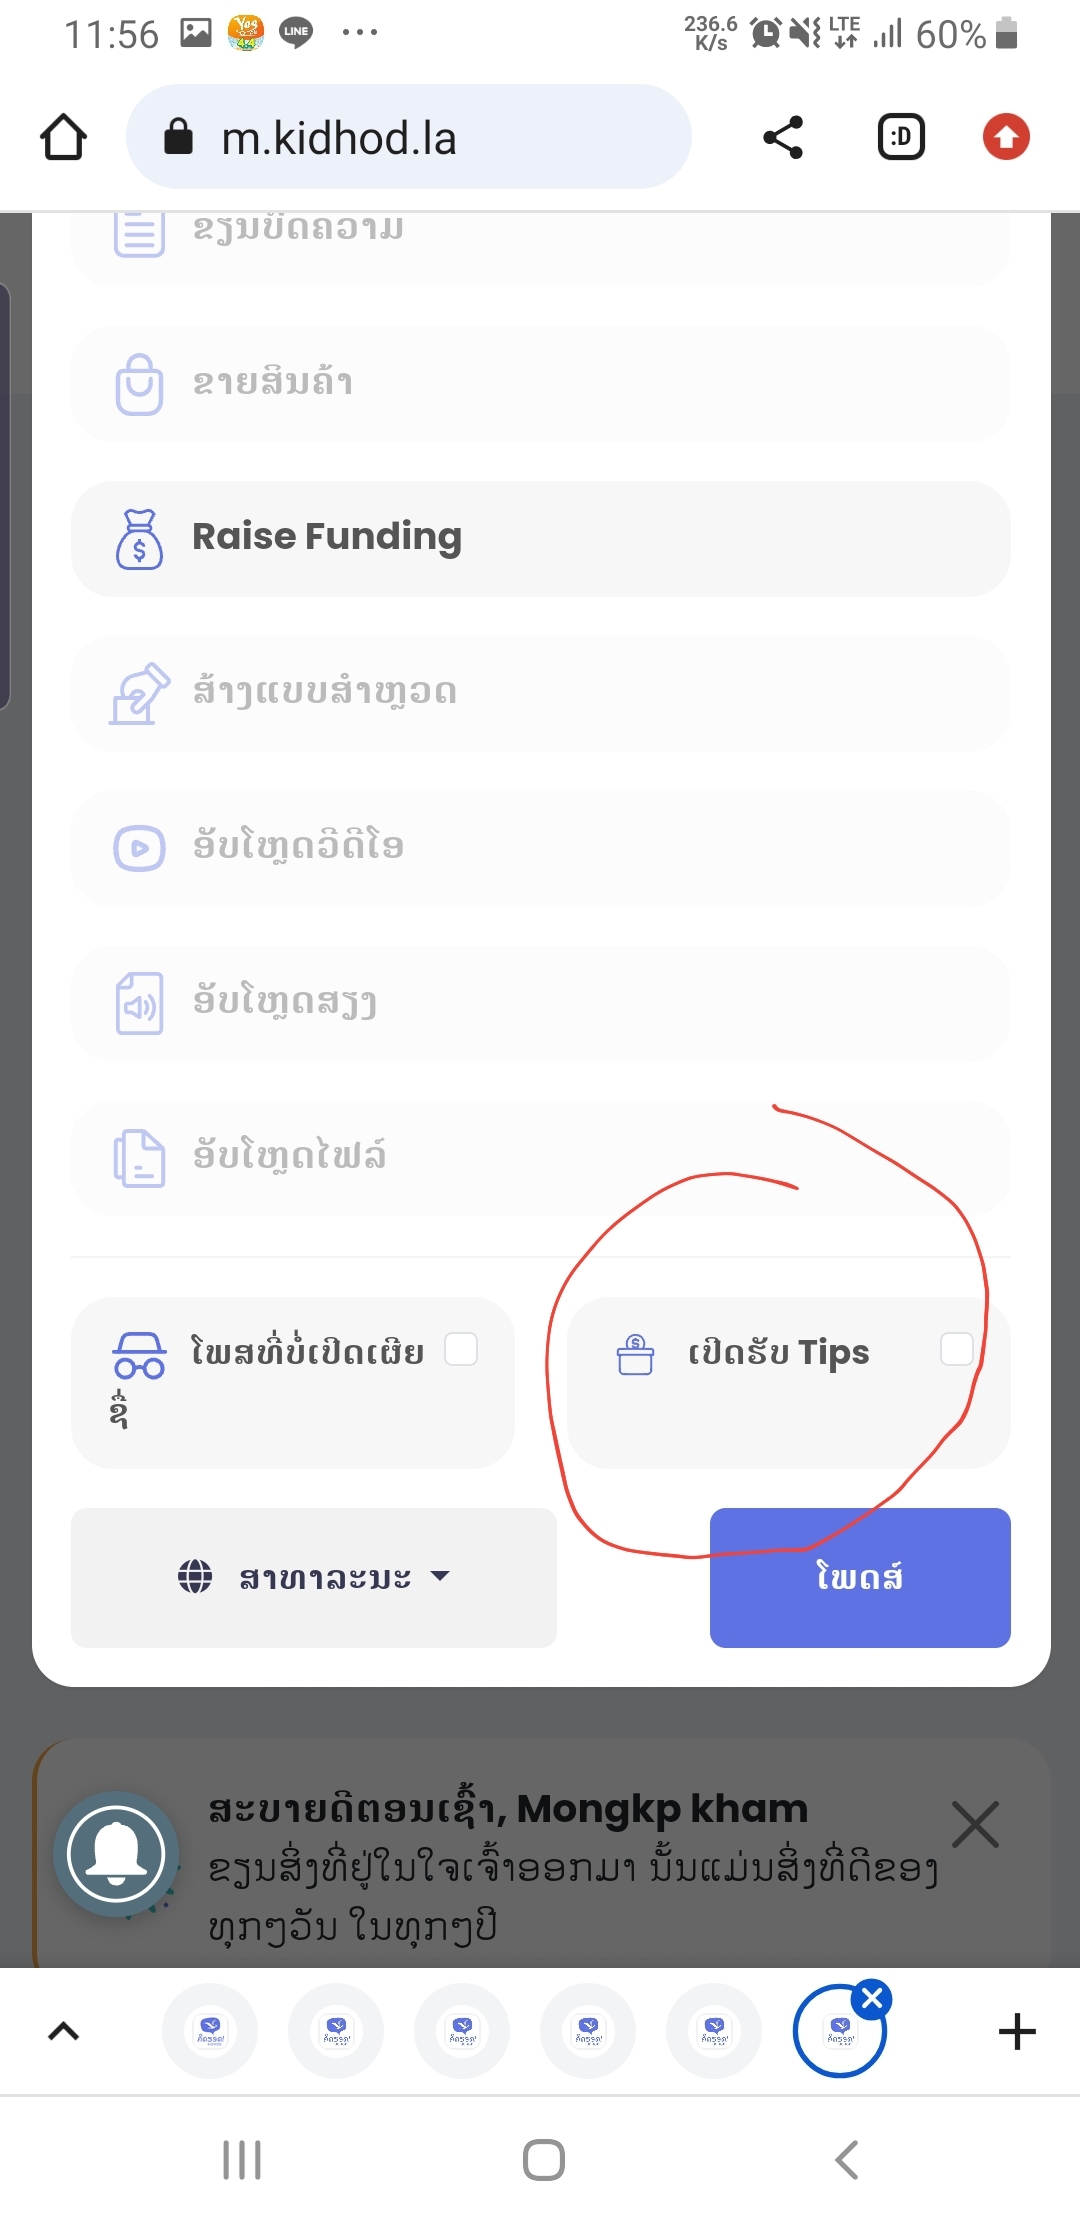 11:56
LINE
236.6
K/s
LTE
60%
m.kidhod.la
:D
ຂຽນບົດຄວາມ
ຂາຍສິນຄ້າ
Raise Funding
ສ້າງແບບສຳຫຼວດ
ອັບໂຫຼດວີດີໂອ
ອັບໂຫຼດສຽງ
ອັບໂຫຼດໄຟລ໌
ໂພສທີ່ບໍ່ເປີດເຜີຍ
ຊື່
ເປີດຮັບ Tips
ສາທາລະນະ
ໂພດສ໌
ສະບາຍດີຕອນເຊົ້າ, Mongkp kham
ຂຽນສິ່ງທີ່ຢູ່ໃນໃຈເຈົ້າອອກມາ ນັ້ນແມ່ນສິ່ງທີ່ດີຂອງ
ທຸກໆວັນ ໃນທຸກໆປີ